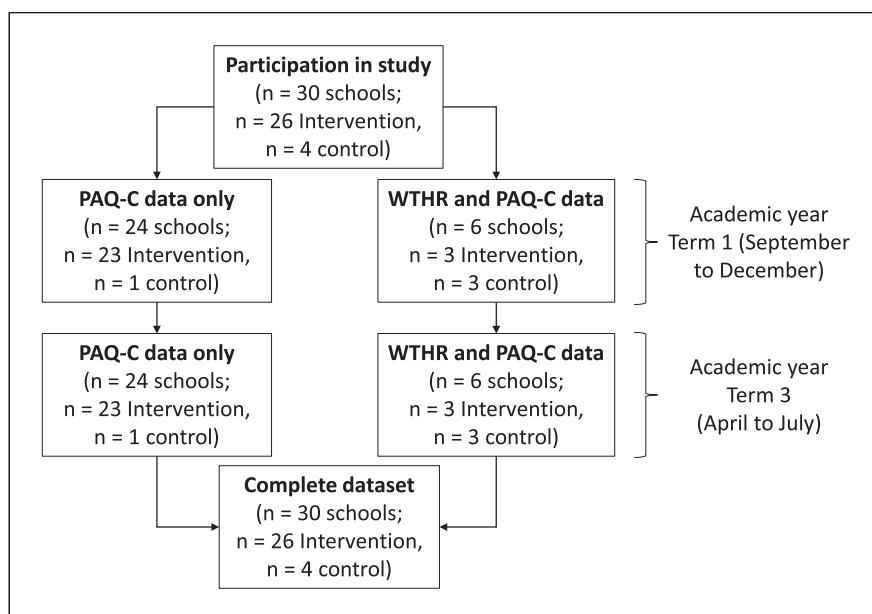 Participation in study
(n = 30 schools;
n = 26 Intervention,
n = 4 control)
PAQ-C data only
(n = 24 schools;
n = 23 Intervention,
n = 1 control)
WTHR and PAQ-C data
(n = 6 schools;
n = 3 Intervention,
n = 3 control)
Academic year
Term 1 (September
to December)
PAQ-C data only
(n = 24 schools;
n = 23 Intervention,
n = 1 control)
WTHR and PAQ-C data
(n = 6 schools;
n = 3 Intervention,
n = 3 control)
Academic year
Term 3
(April to July)
Complete dataset
(n = 30 schools;
n = 26 Intervention,
n = 4 control)